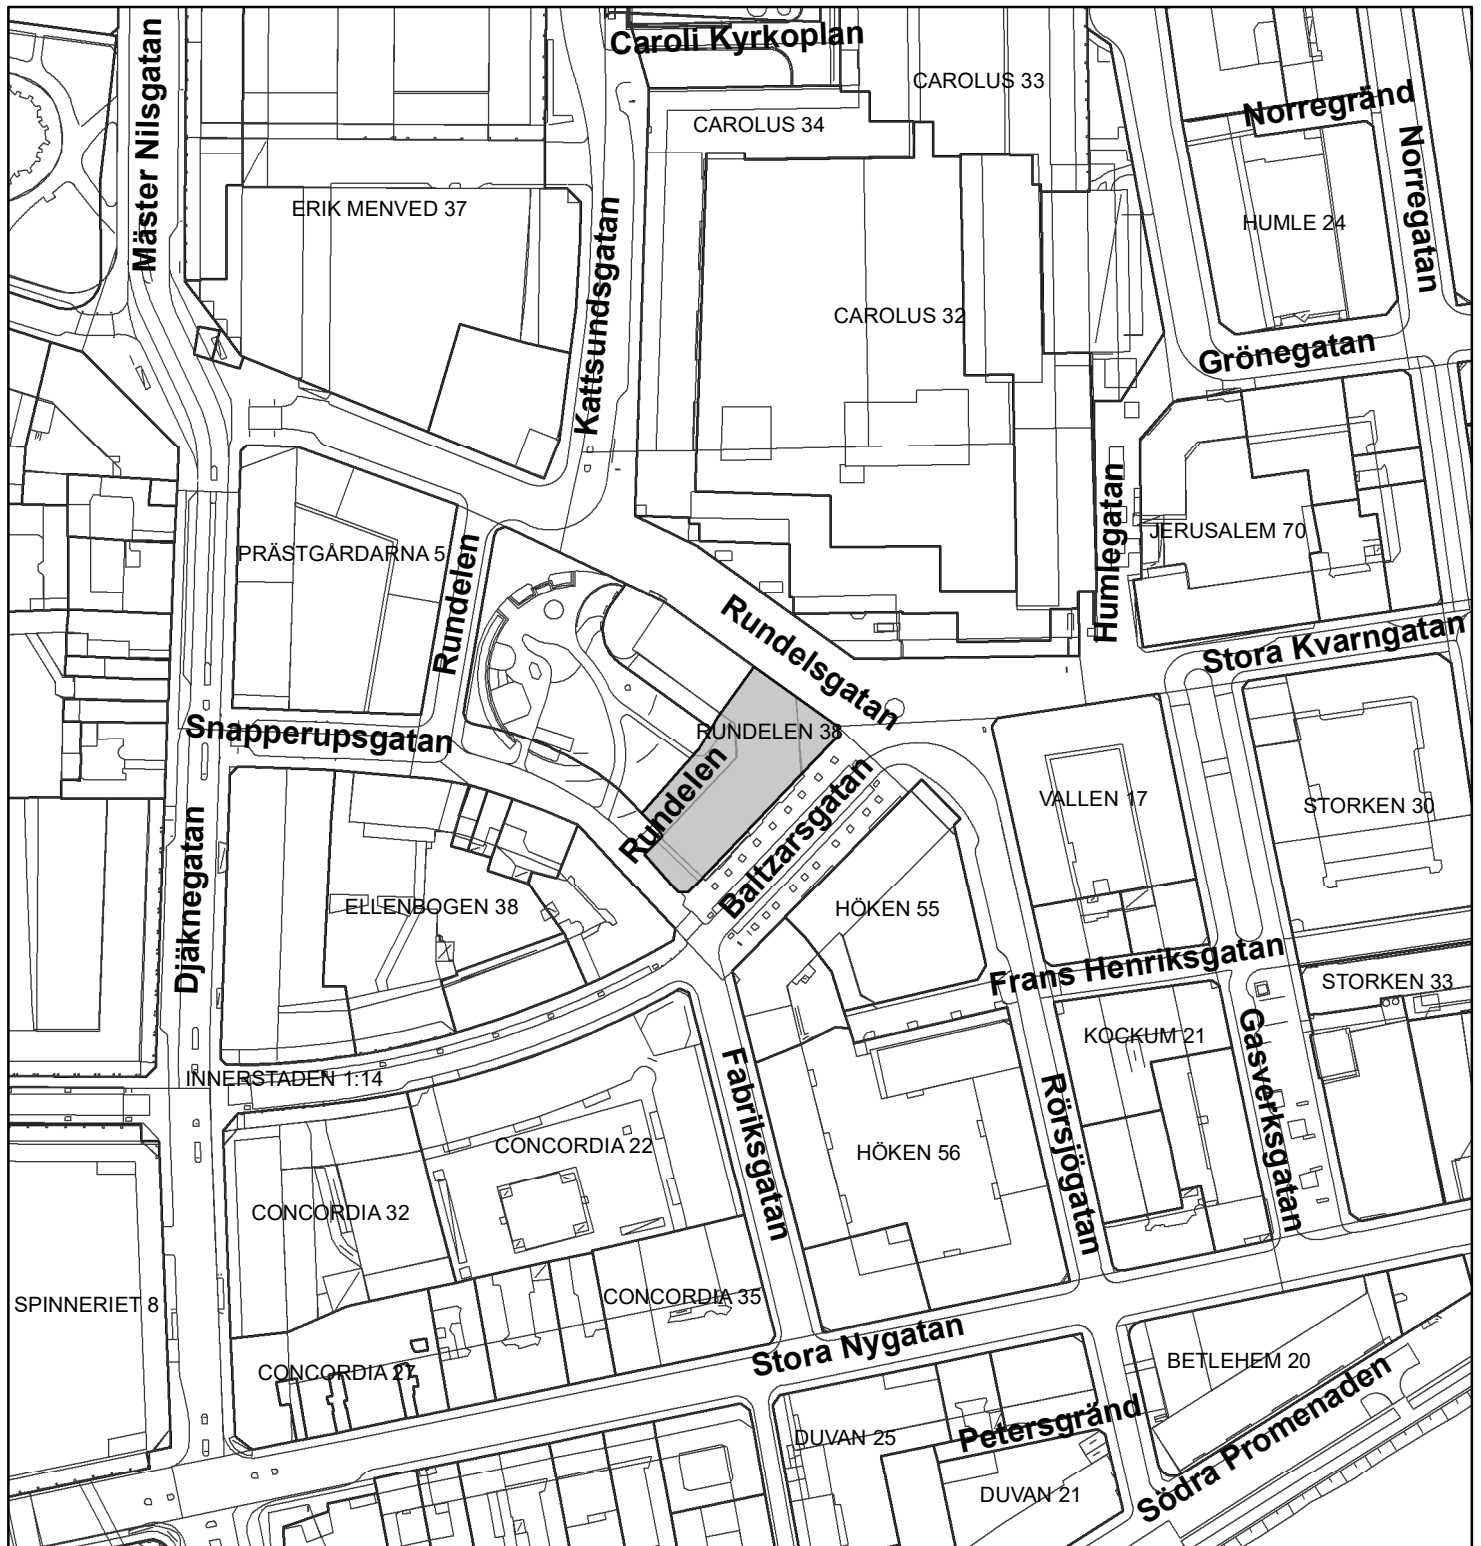 Caroli Kyrkoplan
CAROLUS 33
Norregränd
Mäster Nilsgatan
CAROLUS 34
Norregatan
ERIK MENVED 37
HUMLE 24
Kattsundsgatan
CAROLUS 32
Grönegatan
Humlegatan
JERUSALEM 70
PRÄSTGÅRDARNA 5
Rundelen
Rundelsgatan
Stora Kvarngatan
Snapperupsgatan
RUNDELEN 38
Rundelen
Baltzarsgatan
VALLEN 17
STORKEN 30
Djäknegatan
ELLENBOGEN 38
HÖKEN 55
Frans Henriksgatan
STORKEN 33
KOCKUM 21
Gasverksgatan
INNERSTADEN 1:14
Fabriksgatan
Rörsjögatan
CONCORDIA 22
HÖKEN 56
CONCORDIA 32
SPINNERIET 8
CONCORDIA 35
Stora Nygatan
CONCORDIA 27
BETLEHEM 20
Petersgränd
DUVAN 25
Södra Promenaden
DUVAN 21